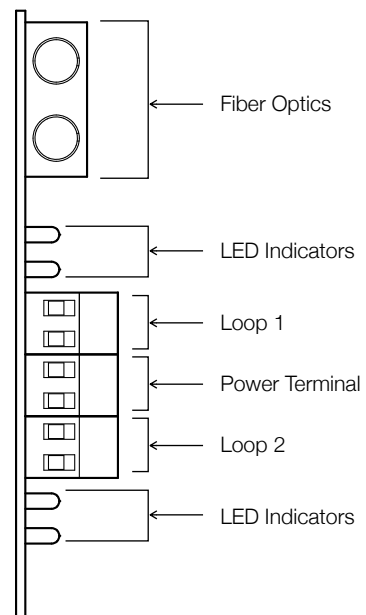 Fiber Optics
LED Indicators
Loop 1
Power Terminal
Loop 2
LED Indicators